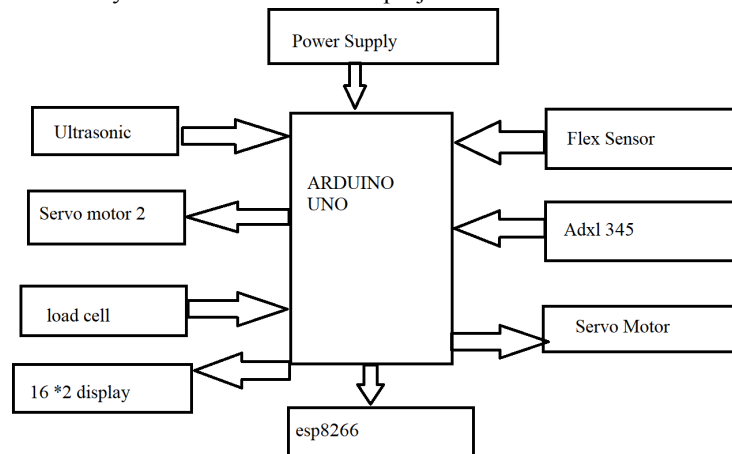 Power Supply
Ultrasonic
Flex Sensor
ARDUINO
UNO
Servo motor 2
Adxl 345
load cell
Servo Motor
16 *2 display
esp8266